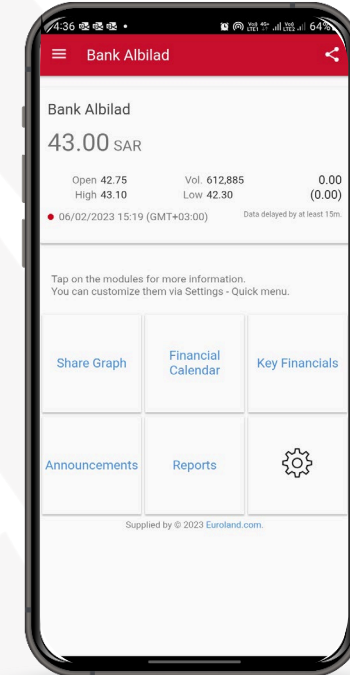 4:36
64%
Bank Albilad
Bank Albilad
43.00 SAR
Open 42.75 Vol. 612,885 0.00
High 43.10 Low 42.30 (0.00)
06/02/2023 15:19 (GMT+03:00) Data delayed by at least 15m.
Tap on the modules for more information.
You can customize them via Settings - Quick menu.
Share Graph
Financial
Calendar
Key Financials
Announcements
Reports
Supplied by © 2023 Euroland.com.